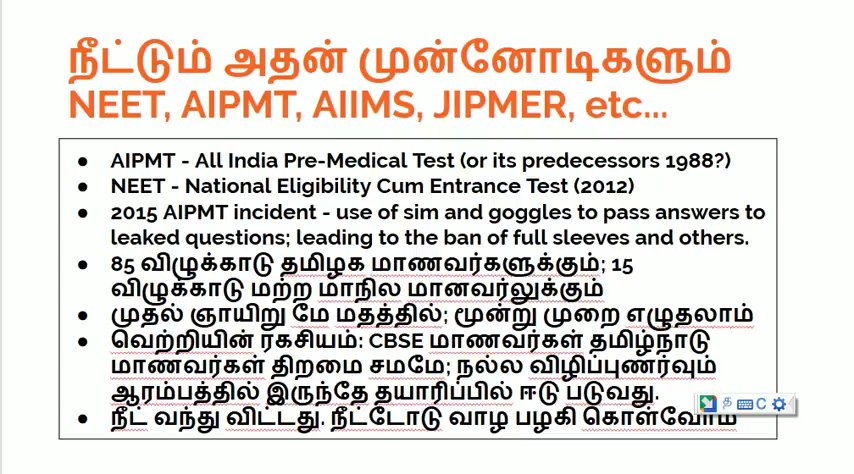 நீட்டும் அதன் முன்னோடிகளும்
NEET, AIPMT, AIIMS, JIPMER, etc...
● AIPMT - All India Pre-Medical Test (or its predecessors 1988?)
● NEET - National Eligibility Cum Entrance Test (2012)
● 2015 AIPMT incident - use of sim and goggles to pass answers to
leaked questions; leading to the ban of full sleeves and others.
● 85 விழுக்காடு தமிழக மாணவர்களுக்கும்; 15
விழுக்காடு மற்ற மாநில மானவர்லுக்கும்
● முதல் ஞாயிறு மே மதத்தில்; மூன்று முறை எழுதலாம்
● வெற்றியின் ரகசியம்: CBSE மாணவர்கள் தமிழ்நாடு
மாணவர்கள் திறமை சமமே; நல்ல விழிப்புணர்வும்
ஆரம்பத்தில் இருந்தே தயாரிப்பில் ஈடு படுவது.
● நீட் வந்து விட்டது. நீட்டோடு வாழ பழகி கொள்வோம்
த C